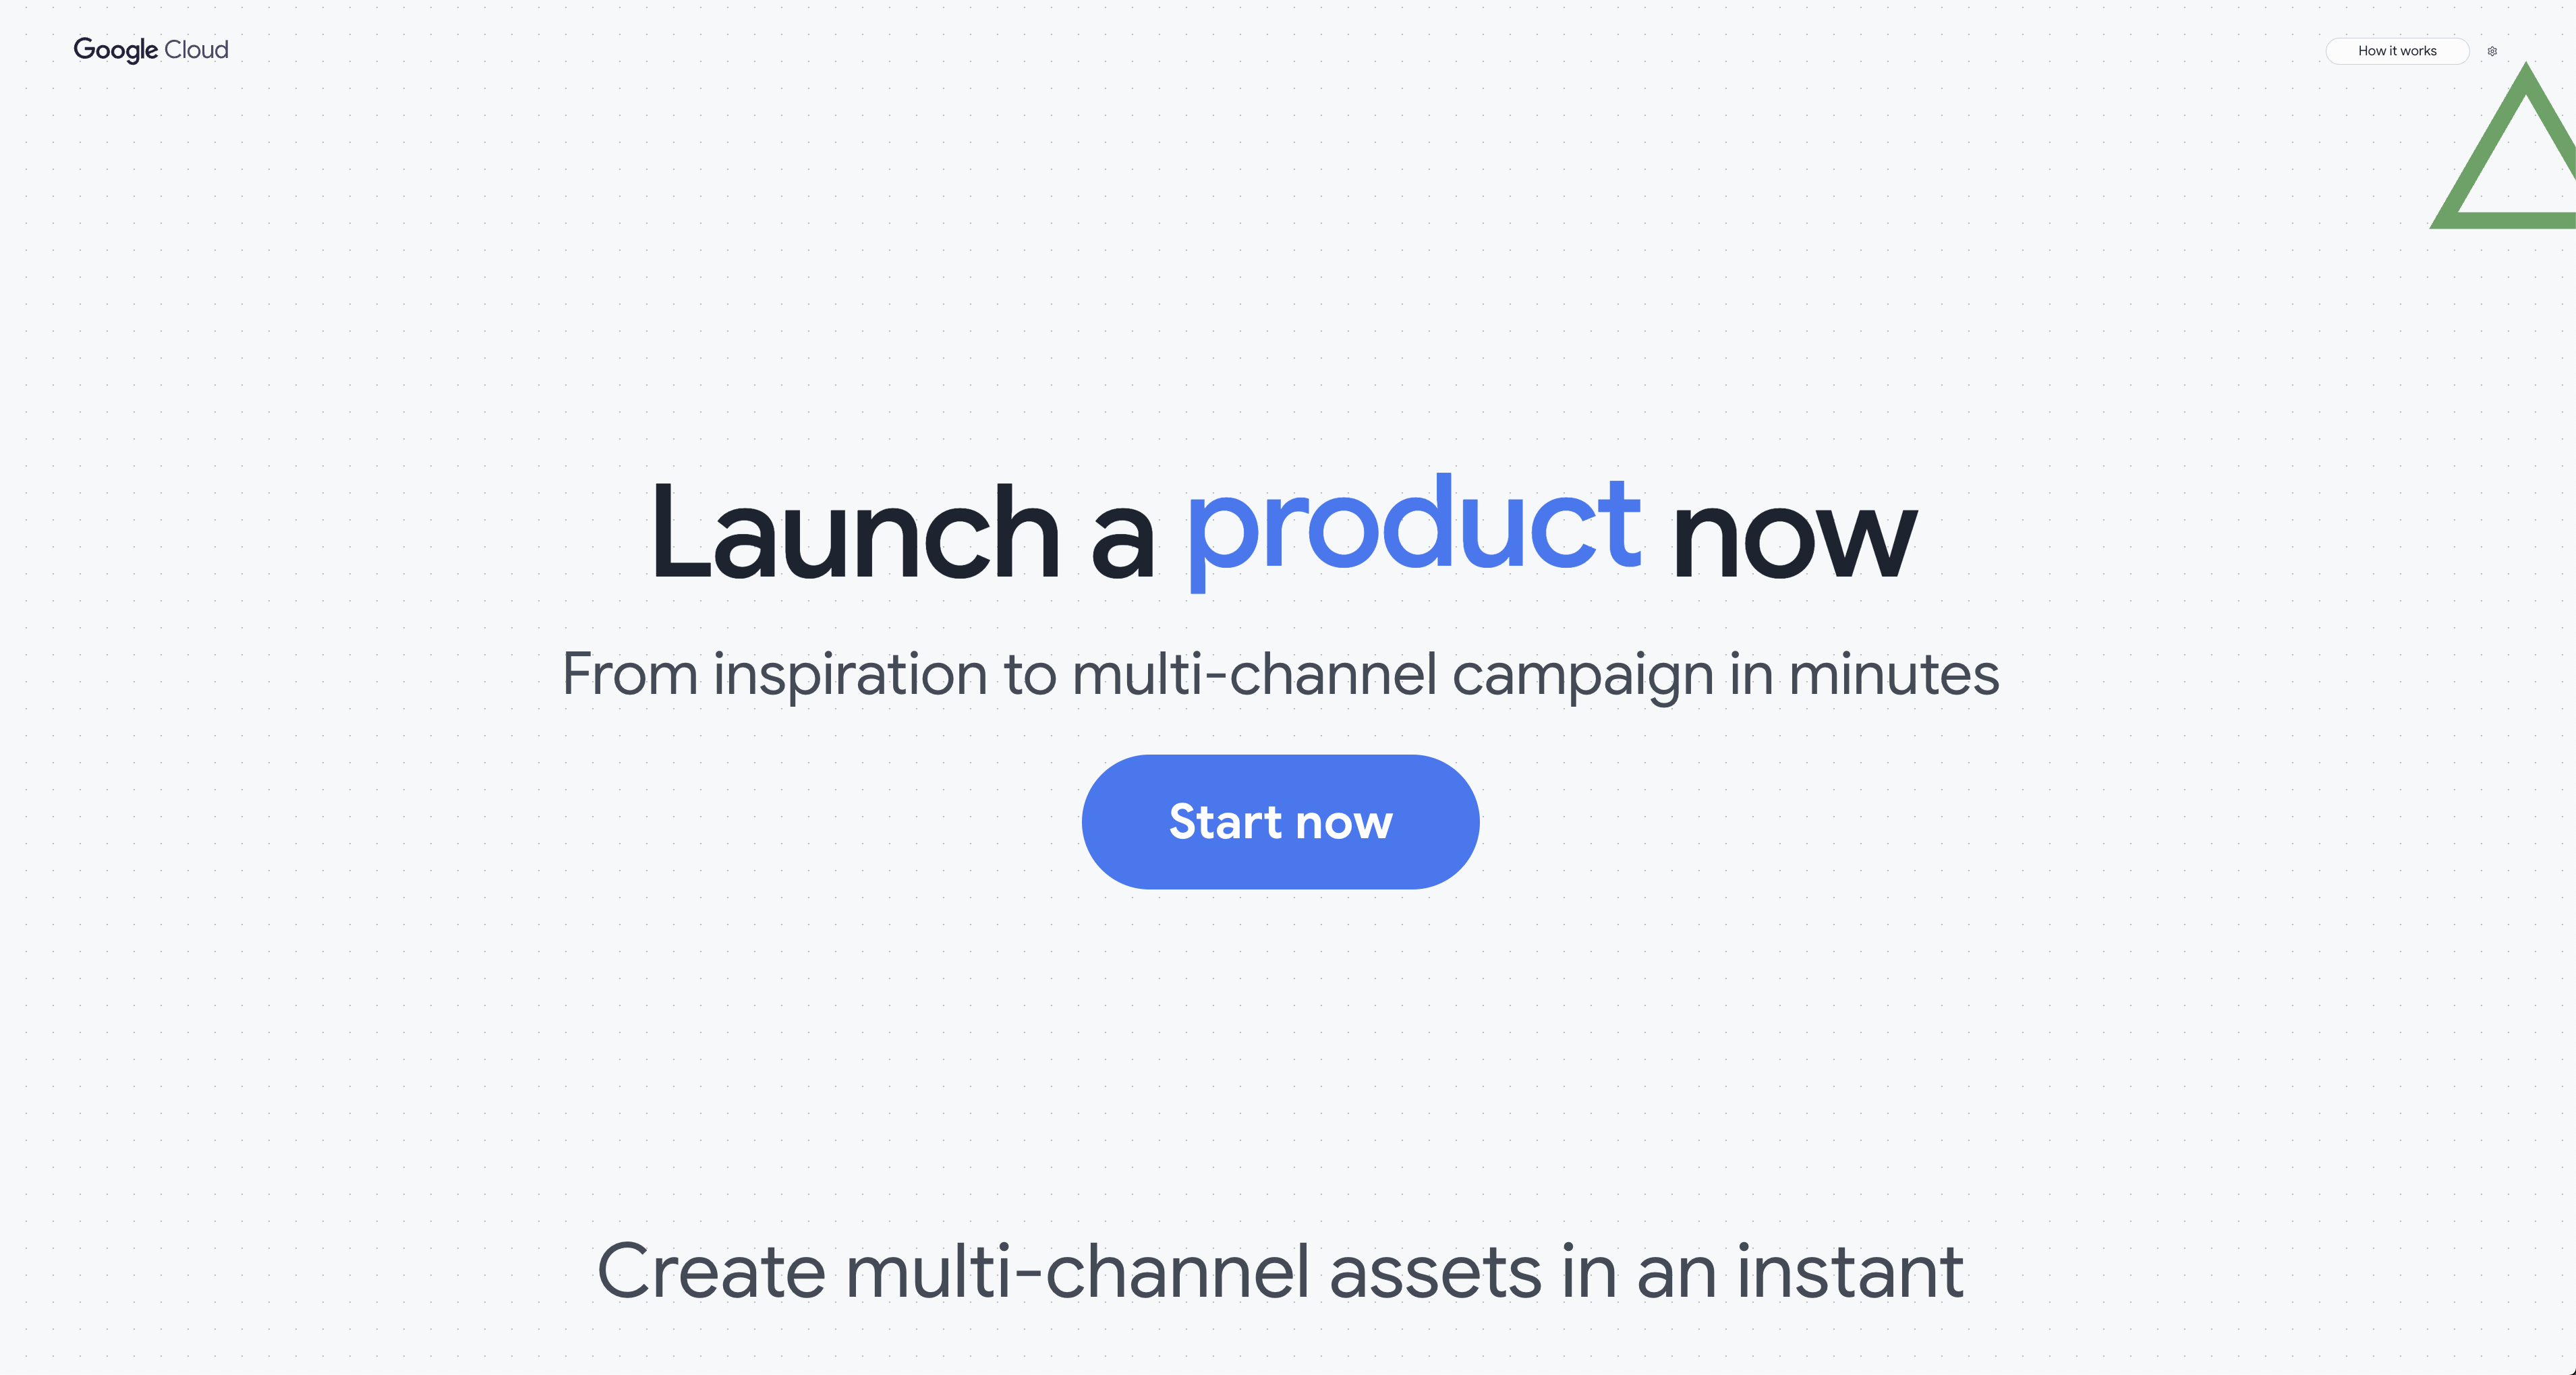 Google Cloud
How it works
Launch a product now
From inspiration to multi-channel campaign in minutes
Start now
Create multi-channel assets in an instant